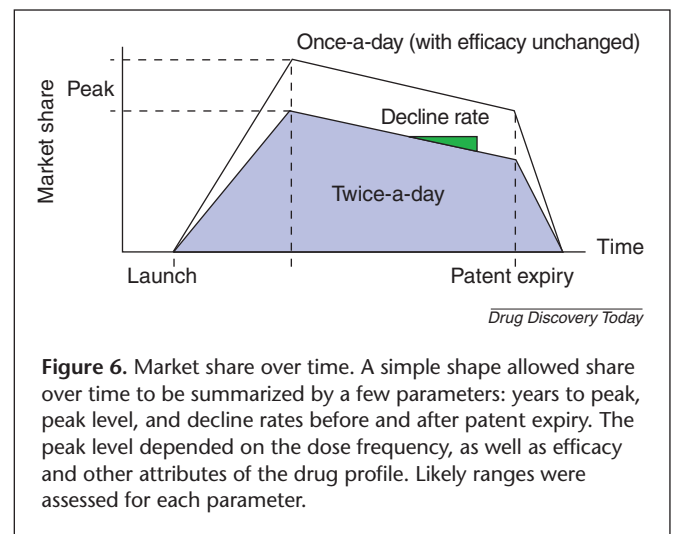 Once-a-day (with efficacy unchanged)
Peak
Market share
Decline rate
Twice-a-day
Time
Launch
Patent expiry
Drug Discovery Today
Figure 6. Market share over time. A simple shape allowed share
over time to be summarized by a few parameters: years to peak,
peak level, and decline rates before and after patent expiry. The
peak level depended on the dose frequency, as well as efficacy
and other attributes of the drug profile. Likely ranges were
assessed for each parameter.